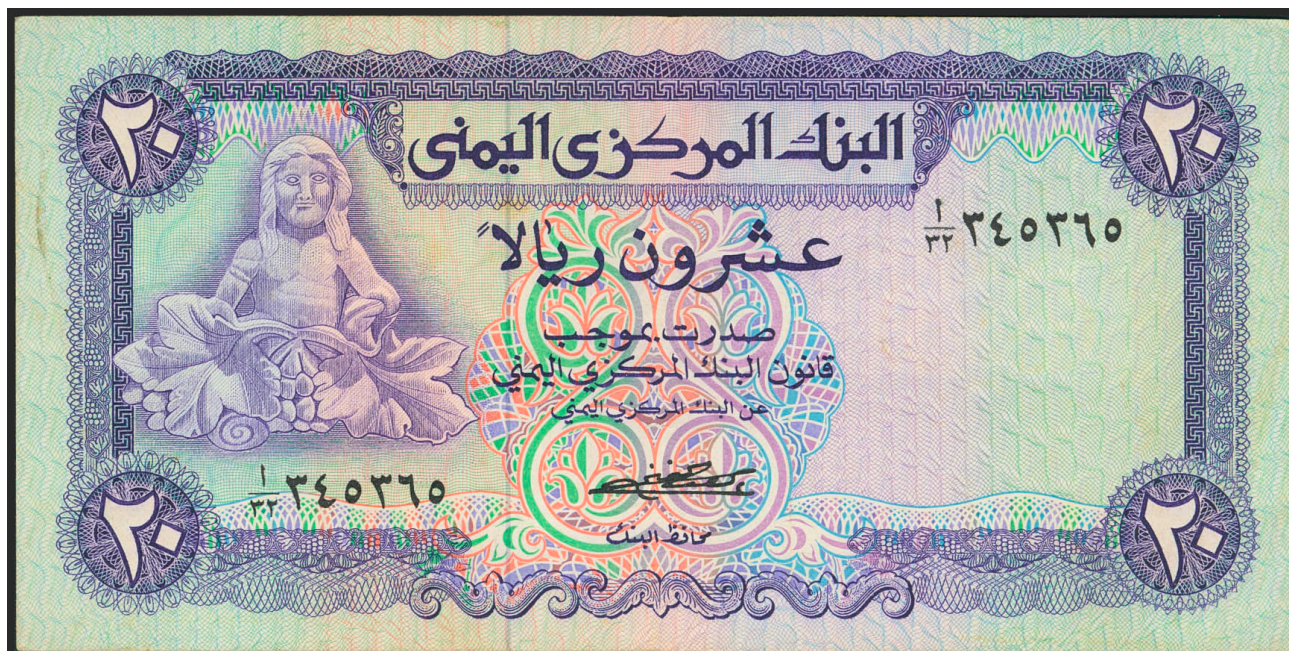 ٢٠ ٢٠
البنك المركزى اليمنى
١/٣٢ ٣٤٥٣٦٥
عشرون ريالاً
صدرت بموجب
قانون البنك المركزي اليمني
عن البنك المركزي اليمني
١/٣٢ ٣٤٥٣٦٥
محافظ البنك
٢٠ ٢٠